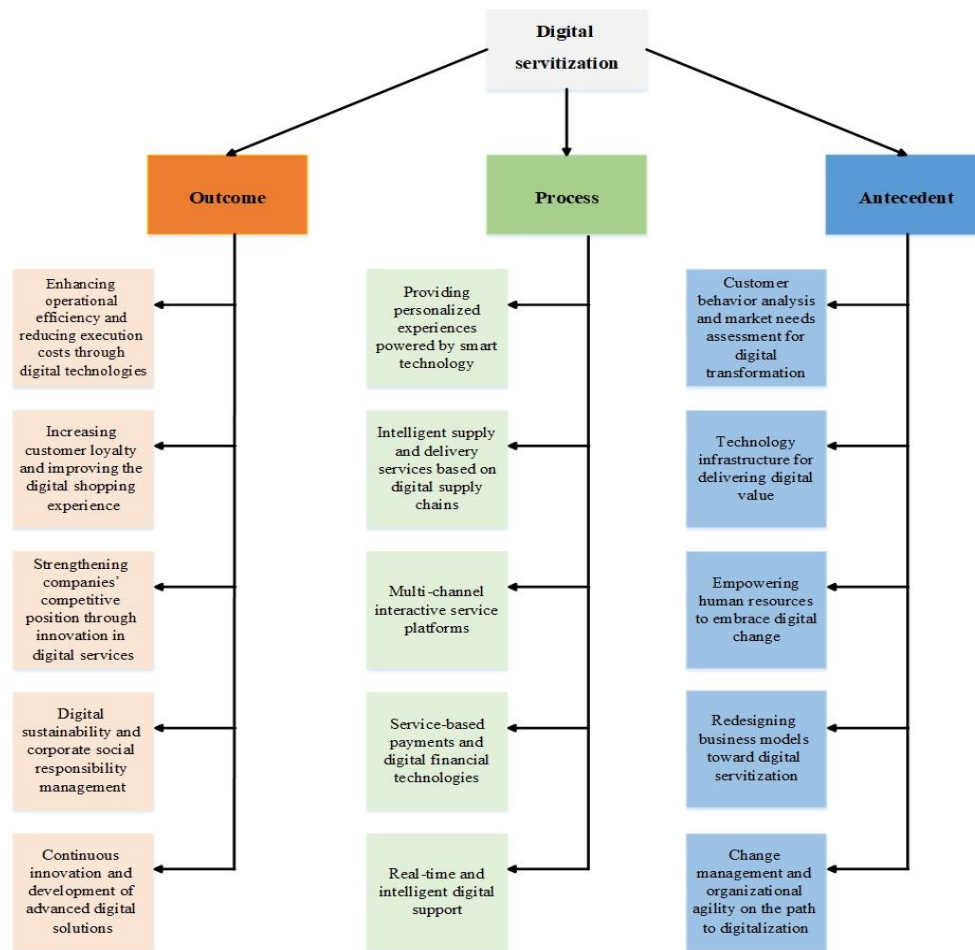 Digital
servitization
Outcome
Process
Antecedent
Enhancing
operational
efficiency and
reducing execution
costs through
digital technologies
Increasing
customer loyalty
and improving the
digital shopping
experience
Strengthening
companies’
competitive
position through
innovation in
digital services
Digital
sustainability and
corporate social
responsibility
management
Continuous
innovation and
development of
advanced digital
solutions
Providing
personalized
experiences
powered by smart
technology
Intelligent supply
and delivery
services based on
digital supply
chains
Multi-channel
interactive service
platforms
Service-based
payments and
digital financial
technologies
Real-time and
intelligent digital
support
Customer
behavior analysis
and market needs
assessment for
digital
transformation
Technology
infrastructure for
delivering digital
value
Empowering
human resources
to embrace digital
change
Redesigning
business models
toward digital
servitization
Change
management and
organizational
agility on the path
to digitalization